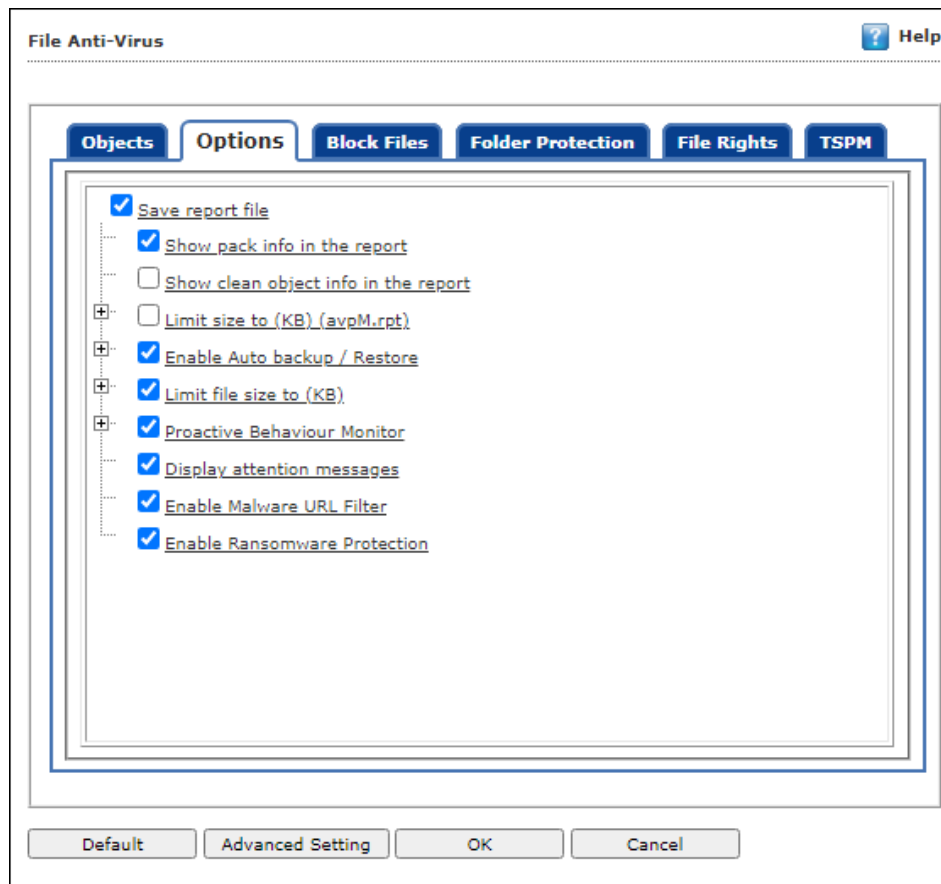 File Anti-Virus
? Help
Objects Options Block Files Folder Protection File Rights TSPM
Save report file
Show pack info in the report
Show clean object info in the report
Limit size to (KB) (avpM.rpt)
Enable Auto backup / Restore
Limit file size to (KB)
Proactive Behaviour Monitor
Display attention messages
Enable Malware URL Filter
Enable Ransomware Protection
Default Advanced Setting OK Cancel